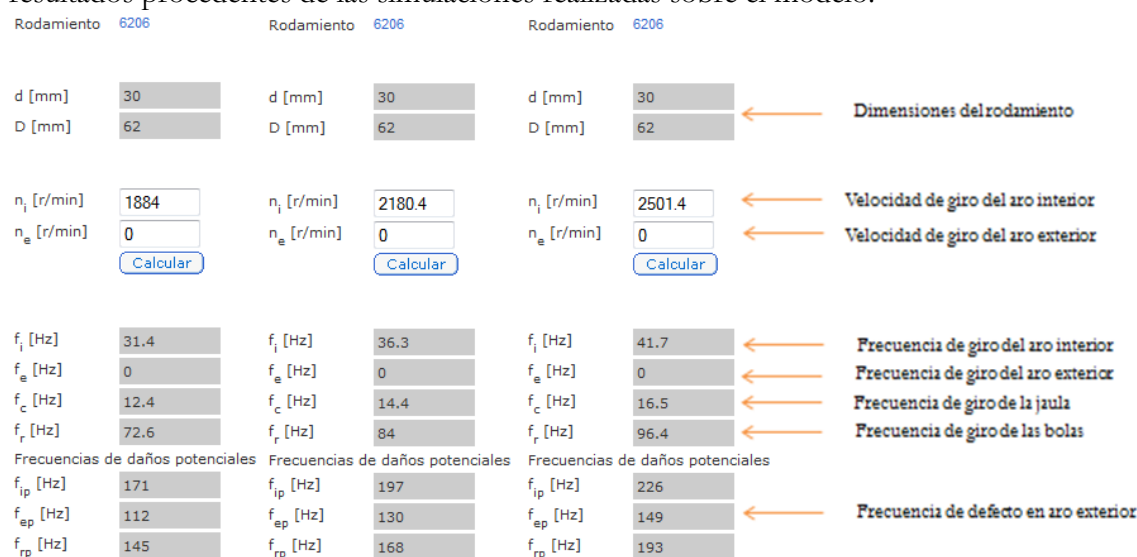 resultados procedentes de las simulaciones realizadas sobre el modelo.
Rodamiento 6206 Rodamiento 6206 Rodamiento 6206
d [mm] 30 d [mm] 30 d [mm] 30
Dimensiones del rodamiento
D [mm] 62 D [mm] 62 D [mm] 62
n_i [r/min] 1884 n_i [r/min] 2180.4 n_i [r/min] 2501.4 Velocidad de giro del aro interior
n_e [r/min] 0 n_e [r/min] 0 n_e [r/min] 0 Velocidad de giro del aro exterior
Calcular Calcular Calcular
f_i [Hz] 31.4 f_i [Hz] 36.3 f_i [Hz] 41.7 Frecuencia de giro del aro interior
f_e [Hz] 0 f_e [Hz] 0 f_e [Hz] 0 Frecuencia de giro del aro exterior
f_c [Hz] 12.4 f_c [Hz] 14.4 f_c [Hz] 16.5 Frecuencia de giro de la jaula
f_r [Hz] 72.6 f_r [Hz] 84 f_r [Hz] 96.4 Frecuencia de giro de las bolas
Frecuencias de daños potenciales Frecuencias de daños potenciales Frecuencias de daños potenciales
f_ip [Hz] 171 f_ip [Hz] 197 f_ip [Hz] 226
f_ep [Hz] 112 f_ep [Hz] 130 f_ep [Hz] 149 Frecuencia de defecto en aro exterior
f_rp [Hz] 145 f_rp [Hz] 168 f_rp [Hz] 193